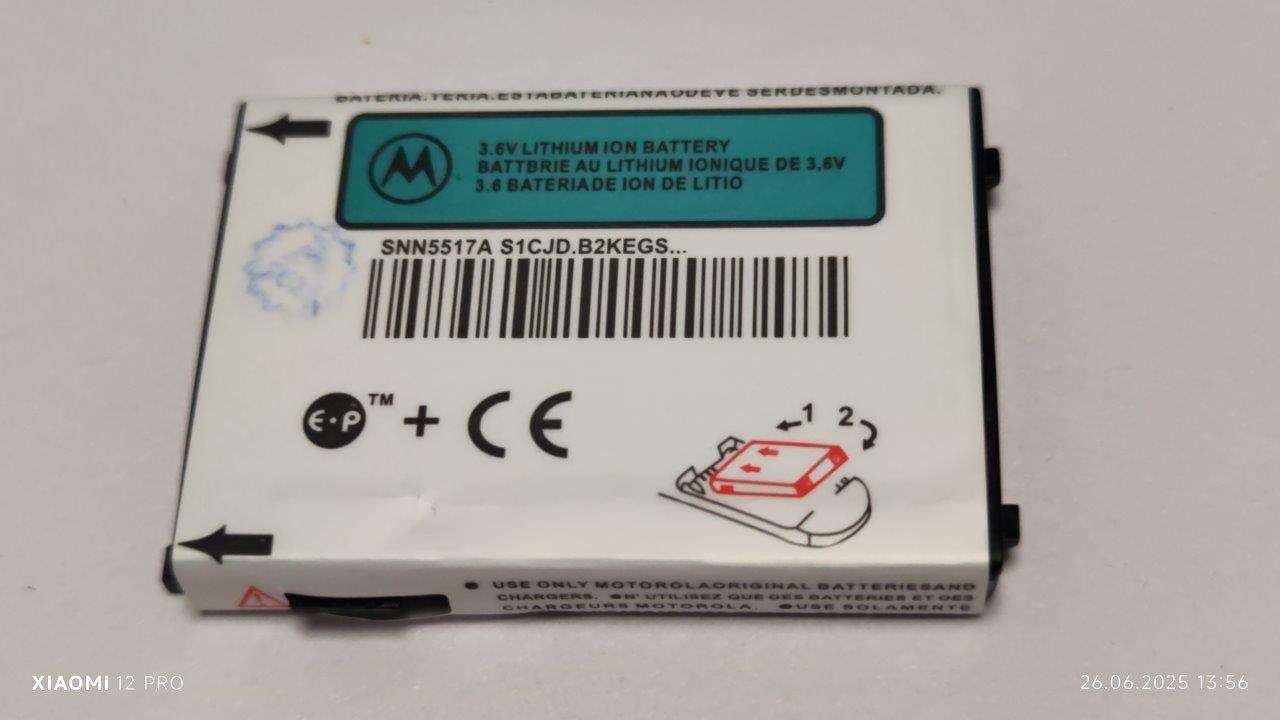 BATERIA.TERIA.ESTABATERIANAODEVE SERDESMONTADA.
3.6V LITHIUM ION BATTERY
BATTBRIE AU LITHIUM IONIQUE DE 3,6V
3.6 BATERIADE ION DE LITIO
SNN5517A S1CJD.B2KEGS...
E·P™ + CE
1 2
● USE ONLY MOTOROLAORIGINAL BATTERIESAND
CHARGERS. ●N' UTILISEZ QUE DES BATTERIES ET DES
CHARGEURS MOTOROLA. ●USE SOLAMENTE
XIAOMI 12 PRO
26.06.2025 13:56